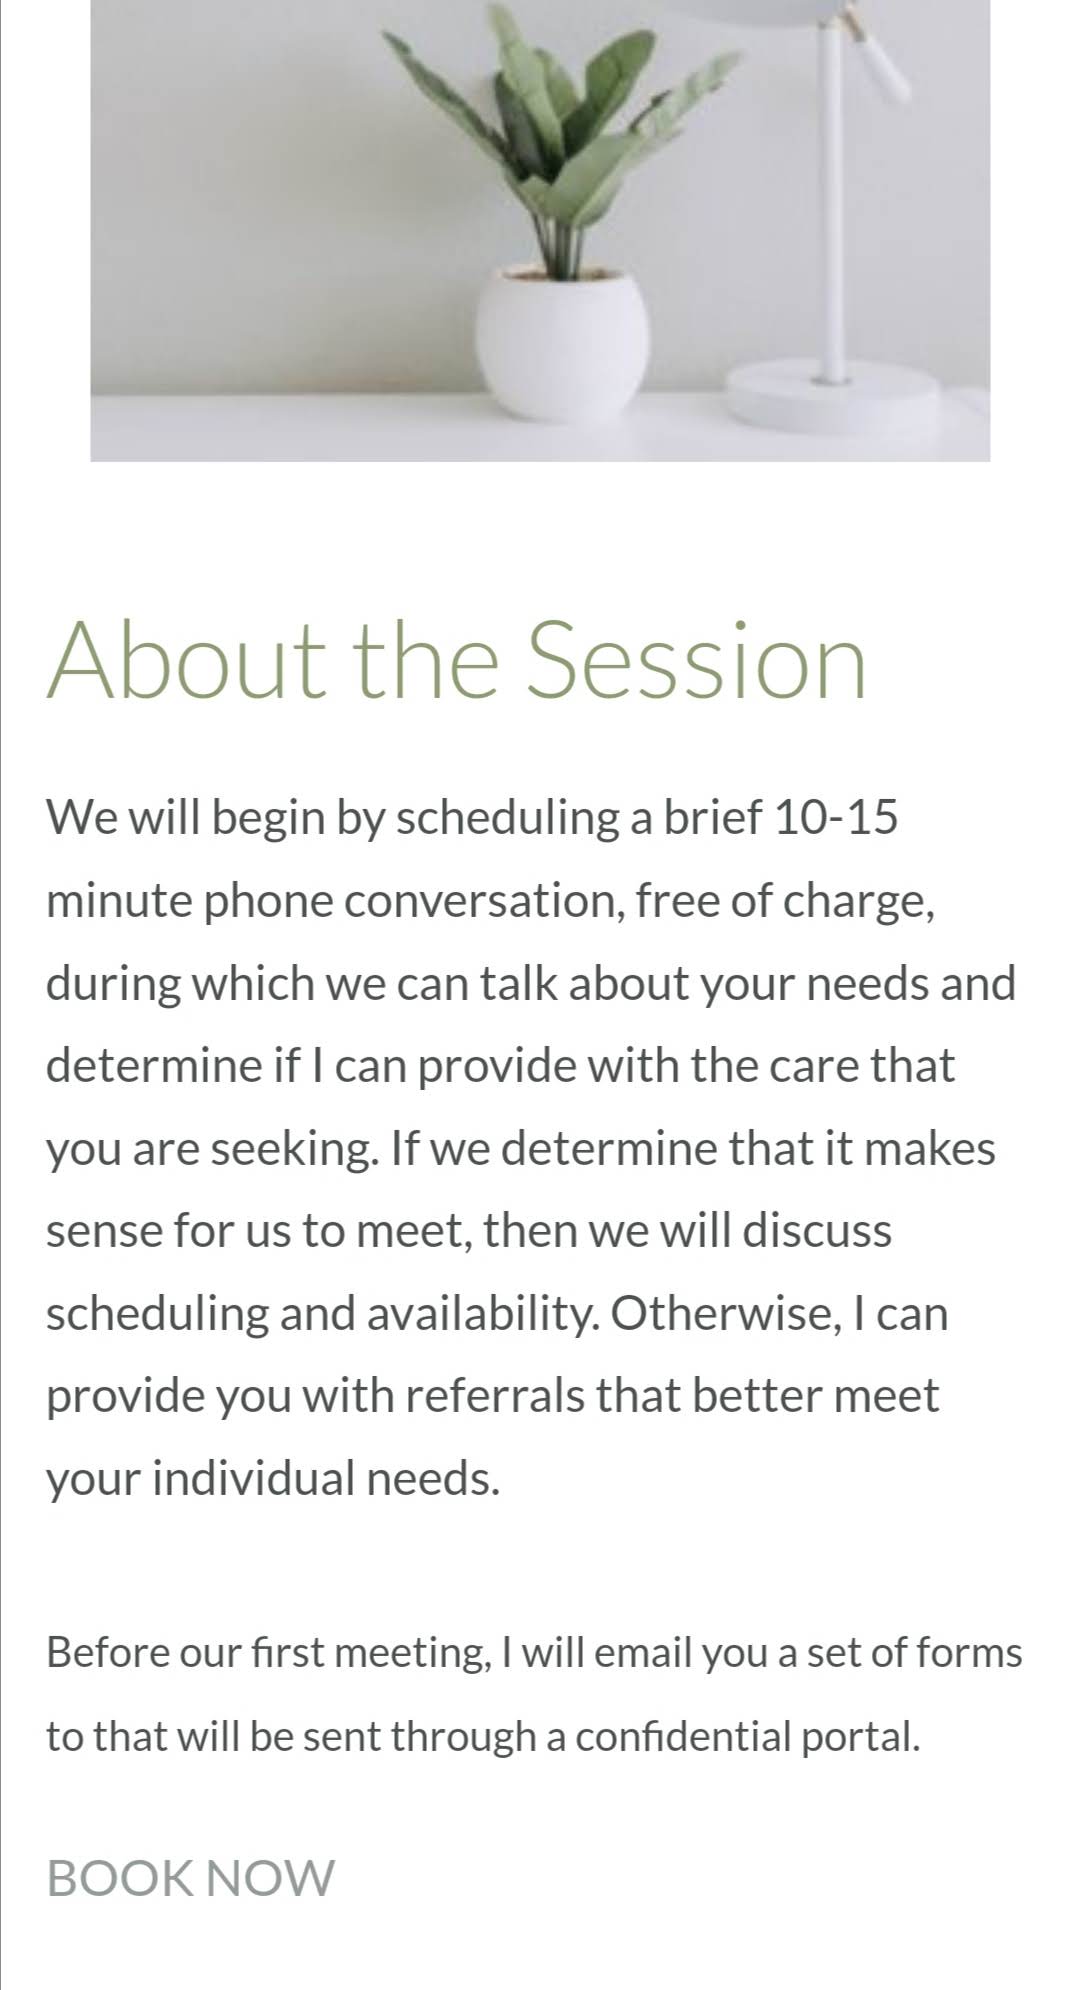 About the Session
We will begin by scheduling a brief 10-15
minute phone conversation, free of charge,
during which we can talk about your needs and
determine if I can provide with the care that
you are seeking. If we determine that it makes
sense for us to meet, then we will discuss
scheduling and availability. Otherwise, I can
provide you with referrals that better meet
your individual needs.
Before our first meeting, I will email you a set of forms
to that will be sent through a confidential portal.
BOOK NOW